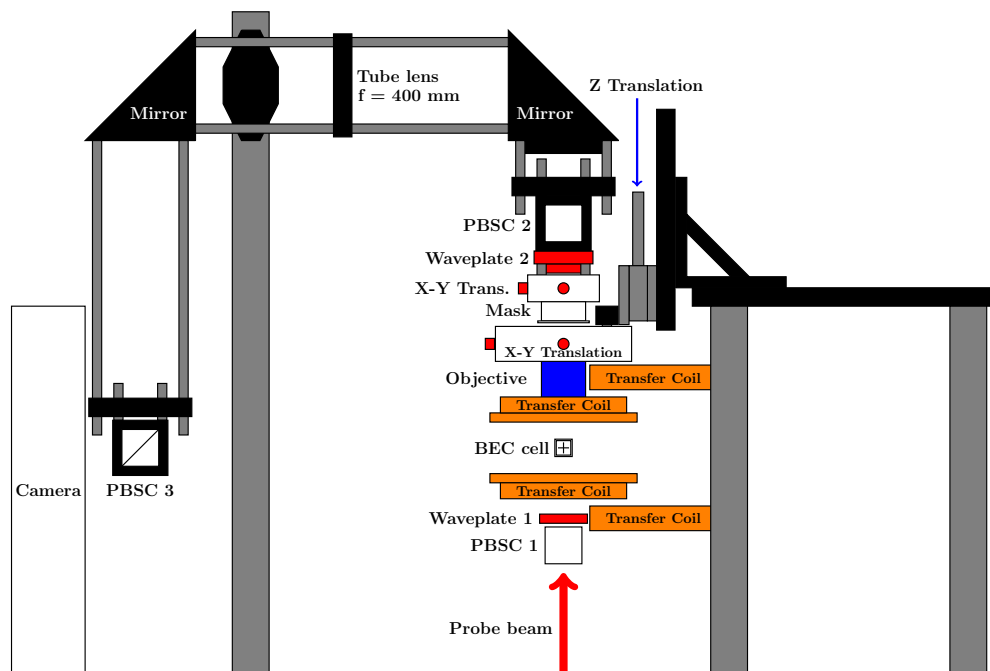 Tube lens
f = 400 mm
Z Translation
Mirror
Mirror
PBSC 2
Waveplate 2
X-Y Trans.
Mask
X-Y Translation
Objective
Transfer Coil
Transfer Coil
BEC cell
Camera
PBSC 3
Transfer Coil
Waveplate 1
Transfer Coil
PBSC 1
Probe beam